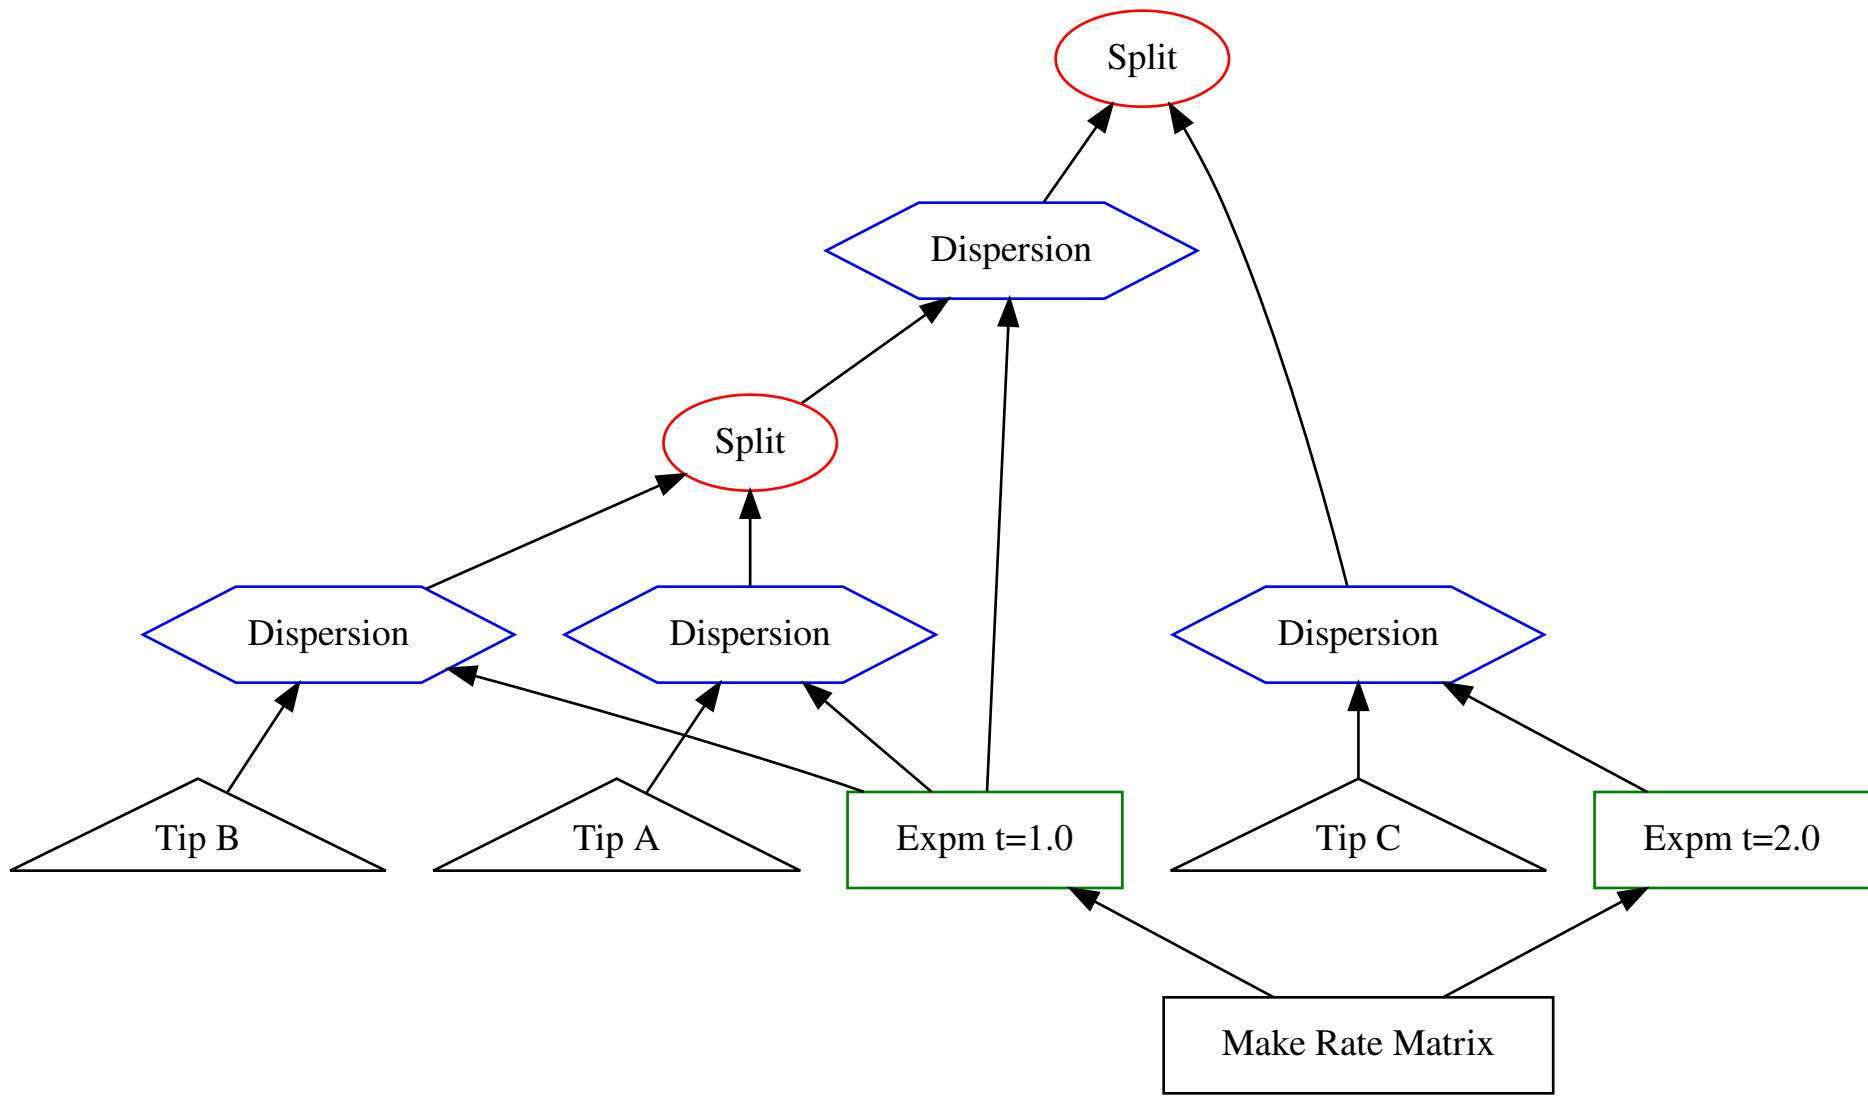 Split
Dispersion
Split
Dispersion
Dispersion
Dispersion
Tip B
Tip A
Expm t=1.0
Tip C
Expm t=2.0
Make Rate Matrix